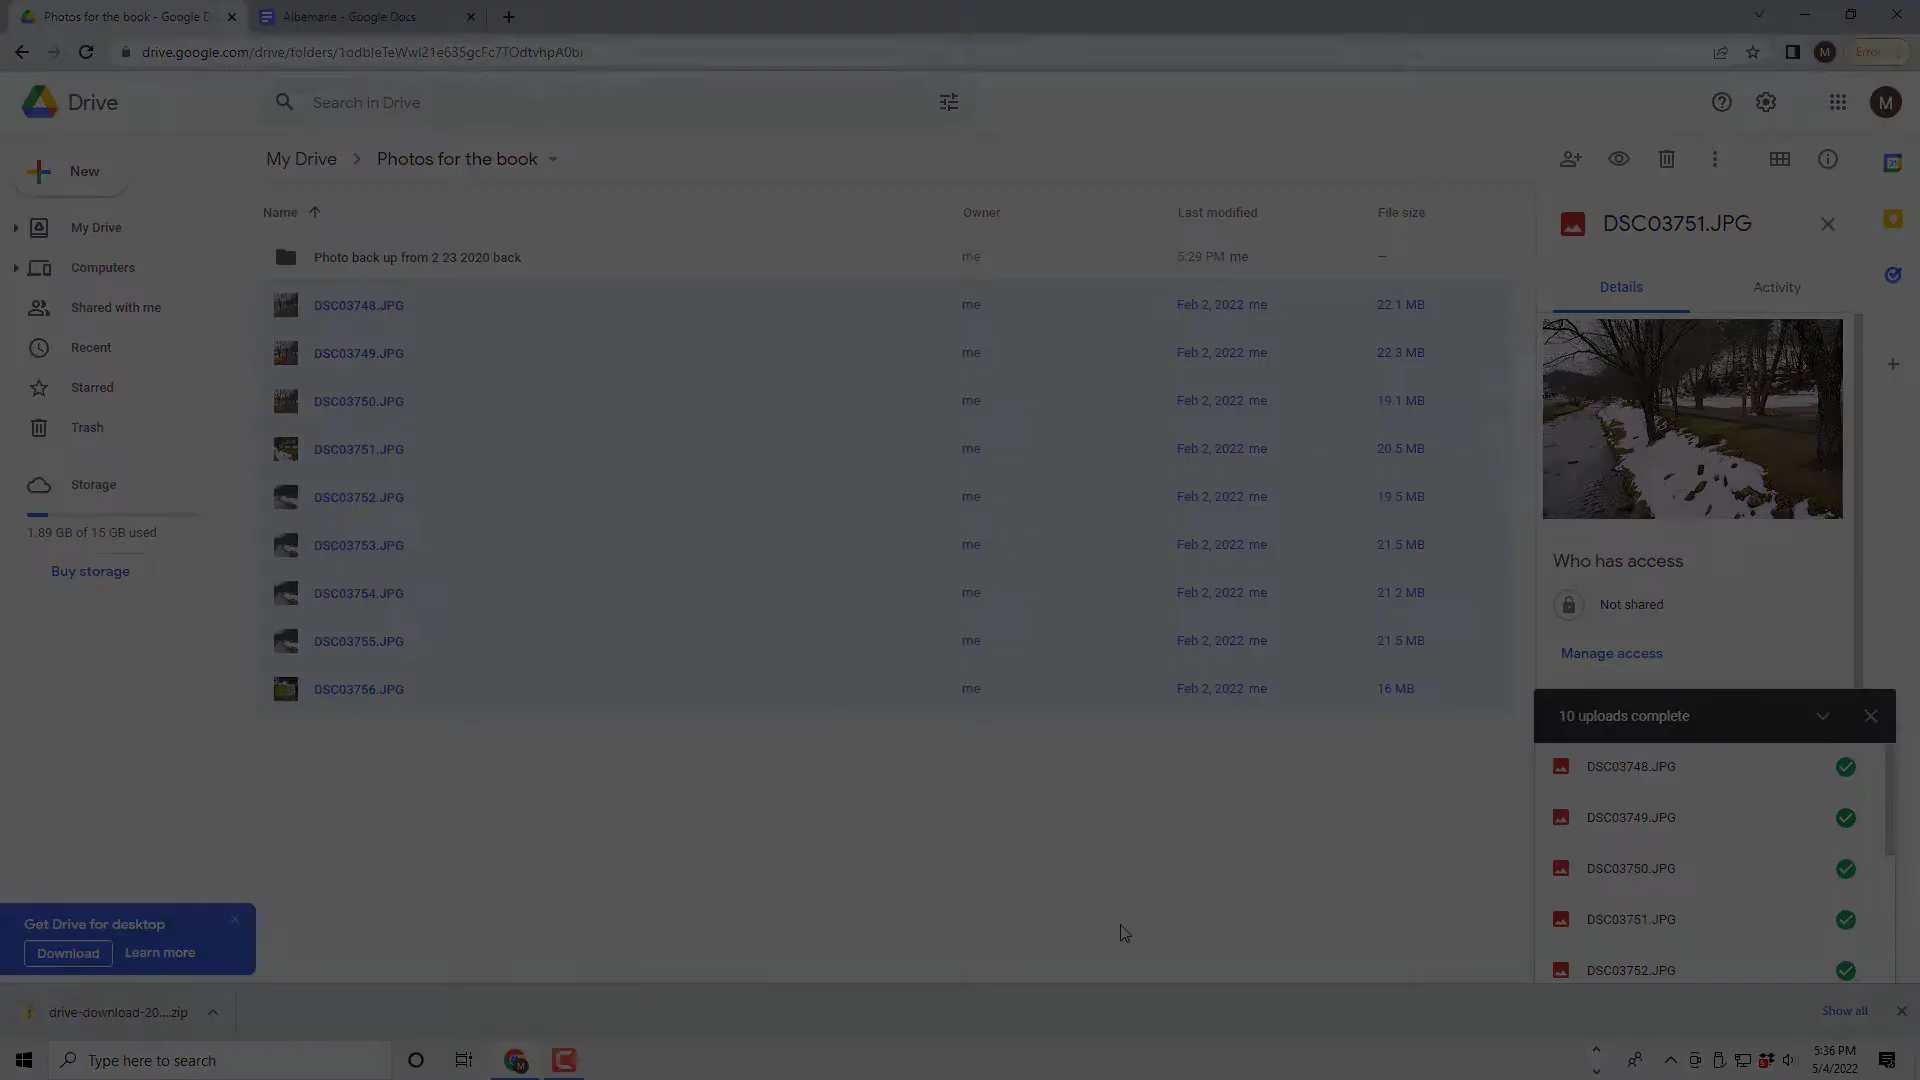 Photos for the book - Google D
Albemarle - Google Docs
drive.google.com/drive/folders/1odbIeTeWwI21e635gcFc7TOdtvhpA0bi
M
Error
Drive
Search in Drive
M
New
My Drive
Computers
Shared with me
Recent
Starred
Trash
Storage
1.89 GB of 15 GB used
Buy storage
My Drive > Photos for the book
Name Owner Last modified File size
Photo back up from 2 23 2020 back me 5:29 PM me —
DSC03748.JPG me Feb 2, 2022 me 22.1 MB
DSC03749.JPG me Feb 2, 2022 me 22.3 MB
DSC03750.JPG me Feb 2, 2022 me 19.1 MB
DSC03751.JPG me Feb 2, 2022 me 20.5 MB
DSC03752.JPG me Feb 2, 2022 me 19.5 MB
DSC03753.JPG me Feb 2, 2022 me 21.5 MB
DSC03754.JPG me Feb 2, 2022 me 21.2 MB
DSC03755.JPG me Feb 2, 2022 me 21.5 MB
DSC03756.JPG me Feb 2, 2022 me 16 MB
DSC03751.JPG
Details Activity
Who has access
Not shared
Manage access
31
10 uploads complete
DSC03748.JPG
DSC03749.JPG
DSC03750.JPG
DSC03751.JPG
DSC03752.JPG
Get Drive for desktop
Download Learn more
drive-download-20....zip
Show all
Type here to search
M
5:36 PM
5/4/2022